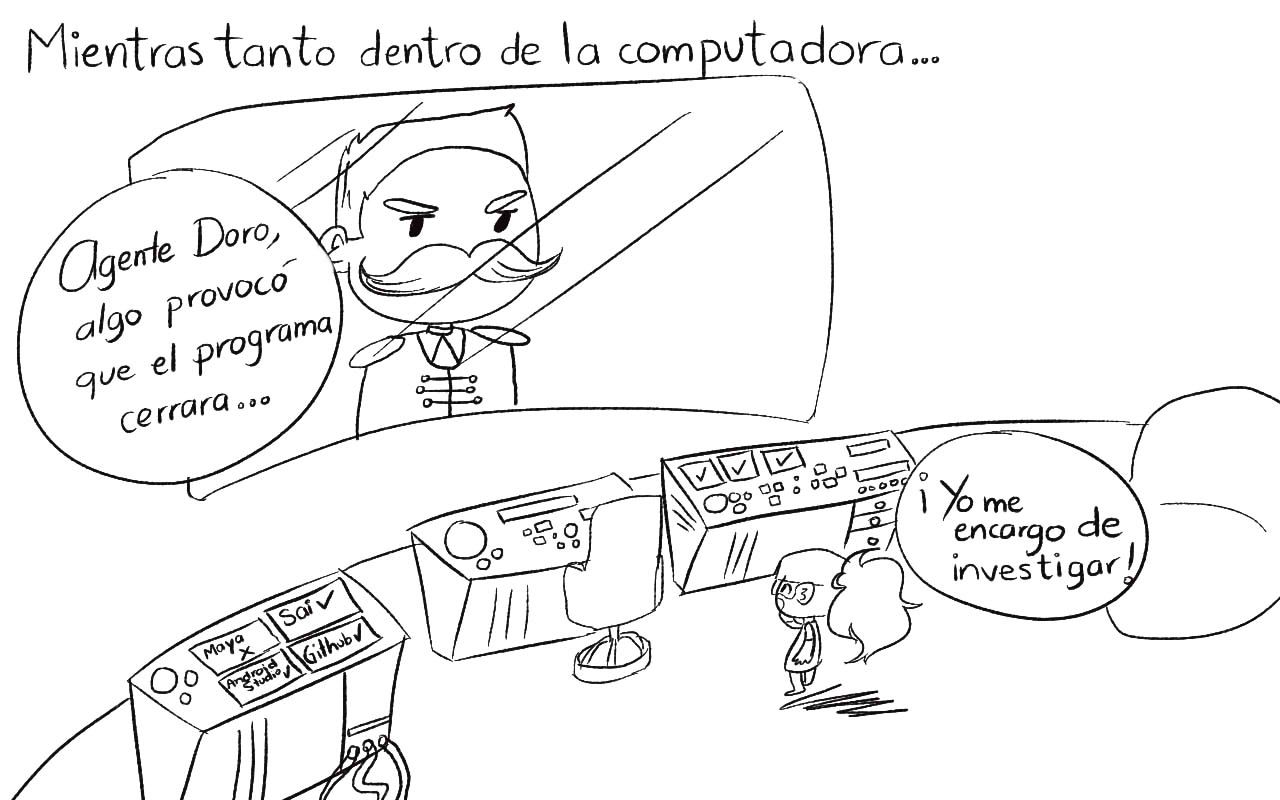 Mientras tanto dentro de la computadora...
Agente Doro,
algo provocó
que el programa
cerrara...
¡Yo me
encargo de
investigar!
Sai ✓
Maya
x
Github ✓
Android
Studio ✓